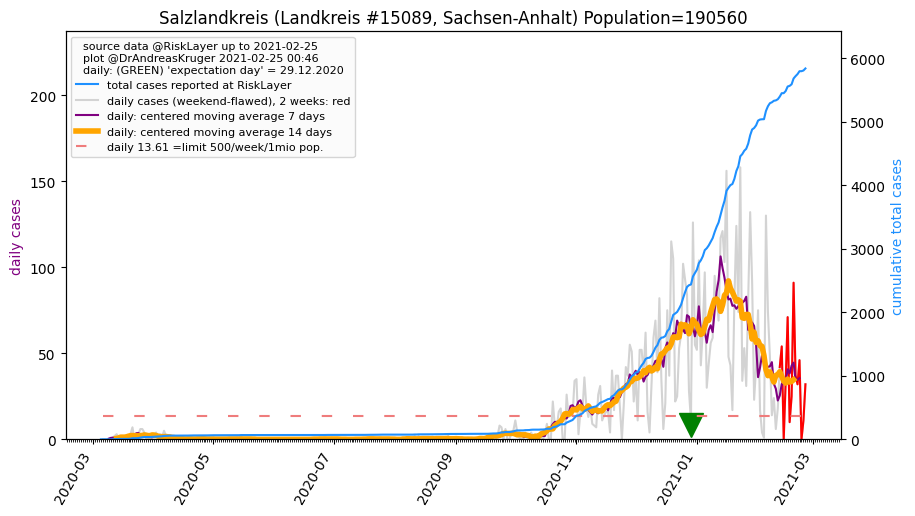 Salzlandkreis (Landkreis #15089, Sachsen-Anhalt) Population=190560
source data @RiskLayer up to 2021-02-25
plot @DrAndreasKruger 2021-02-25 00:46
daily: (GREEN) 'expectation day' = 29.12.2020
total cases reported at RiskLayer
daily cases (weekend-flawed), 2 weeks: red
daily: centered moving average 7 days
daily: centered moving average 14 days
daily 13.61 =limit 500/week/1mio pop.
daily cases
200
150
100
50
0
6000
5000
4000
3000
2000
1000
0
cumulative total cases
2020-03
2020-05
2020-07
2020-09
2020-11
2021-01
2021-03